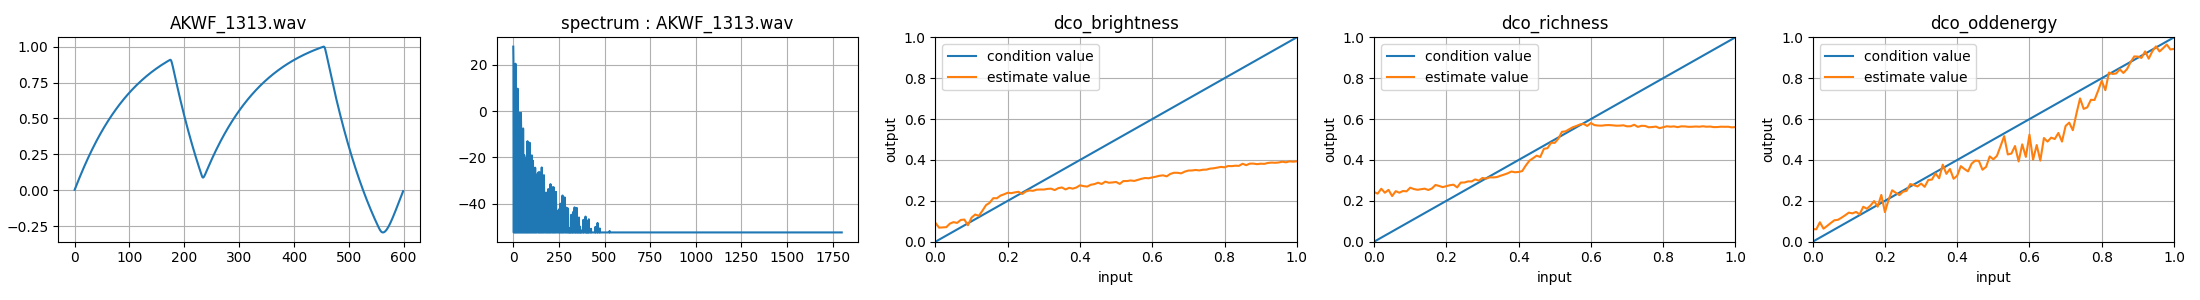 AKWF_1313.wav
1.00
0.75
0.50
0.25
0.00
−0.25
0 100 200 300 400 500 600
spectrum : AKWF_1313.wav
20
0
−20
−40
0 250 500 750 1000 1250 1500 1750
dco_brightness
condition value
estimate value
output
1.0
0.8
0.6
0.4
0.2
0.0
0.0 0.2 0.4 0.6 0.8 1.0
input
dco_richness
condition value
estimate value
output
1.0
0.8
0.6
0.4
0.2
0.0
0.0 0.2 0.4 0.6 0.8 1.0
input
dco_oddenergy
condition value
estimate value
output
1.0
0.8
0.6
0.4
0.2
0.0
0.0 0.2 0.4 0.6 0.8 1.0
input